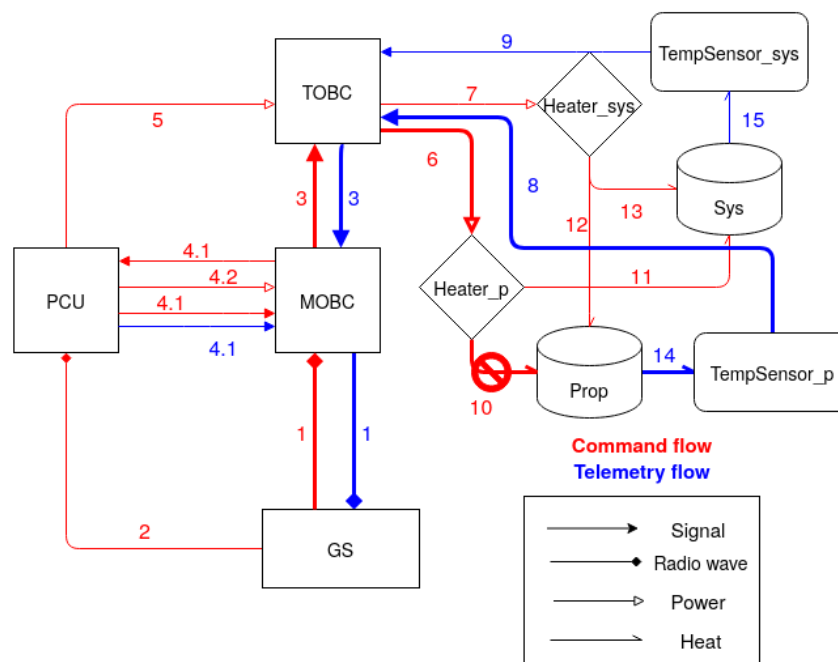 TOBC
9
TempSensor_sys
7
Heater_sys
5
6
15
3
3
8
Sys
12
13
4.1
4.2
PCU
MOBC
4.1
4.1
Heater_p
11
14
TempSensor_p
Prop
10
1
1
Command flow
Telemetry flow
2
GS
Signal
Radio wave
Power
Heat